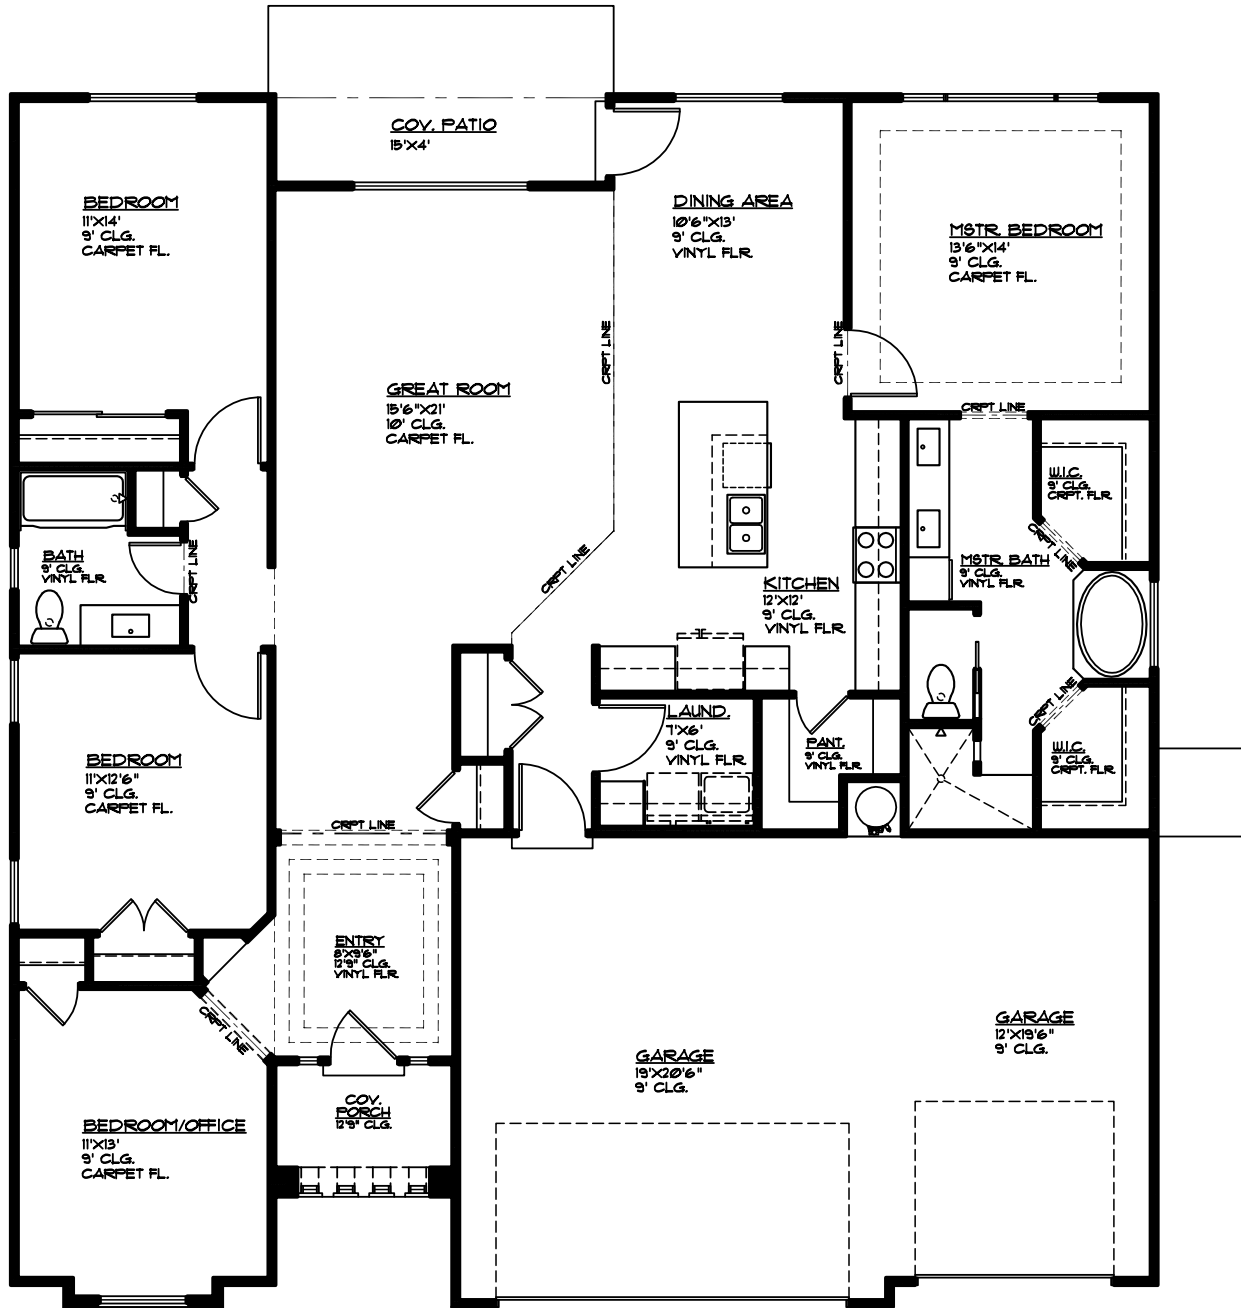 COV. PATIO
15'X4'
BEDROOM
11'X14'
9' CLG.
CARPET FL.
DINING AREA
10'6"X13'
9' CLG.
VINYL FLR.
MSTR. BEDROOM
13'6"X14'
9' CLG.
CARPET FL.
CRPT LINE
CRPT LINE
GREAT ROOM
15'6"X21'
10' CLG.
CARPET FL.
CRPT LINE
W.I.C.
9' CLG.
CRPT. FLR.
CRPT LINE
BATH
9' CLG.
VINYL FLR.
CRPT LINE
CRPT LINE
MSTR. BATH
9' CLG.
VINYL FLR.
KITCHEN
12'X12'
9' CLG.
VINYL FLR.
CRPT LINE
LAUND.
7'X6'
9' CLG.
VINYL FLR.
PANT.
9' CLG.
VINYL FLR.
W.I.C.
9' CLG.
CRPT. FLR.
BEDROOM
11'X12'6"
9' CLG.
CARPET FL.
CRPT LINE
ENTRY
8'X9'6"
12'9" CLG.
VINYL FLR.
CRPT LINE
GARAGE
12'X19'6"
9' CLG.
GARAGE
19'X20'6"
9' CLG.
COV.
PORCH
12'9" CLG.
BEDROOM/OFFICE
11'X13'
9' CLG.
CARPET FL.